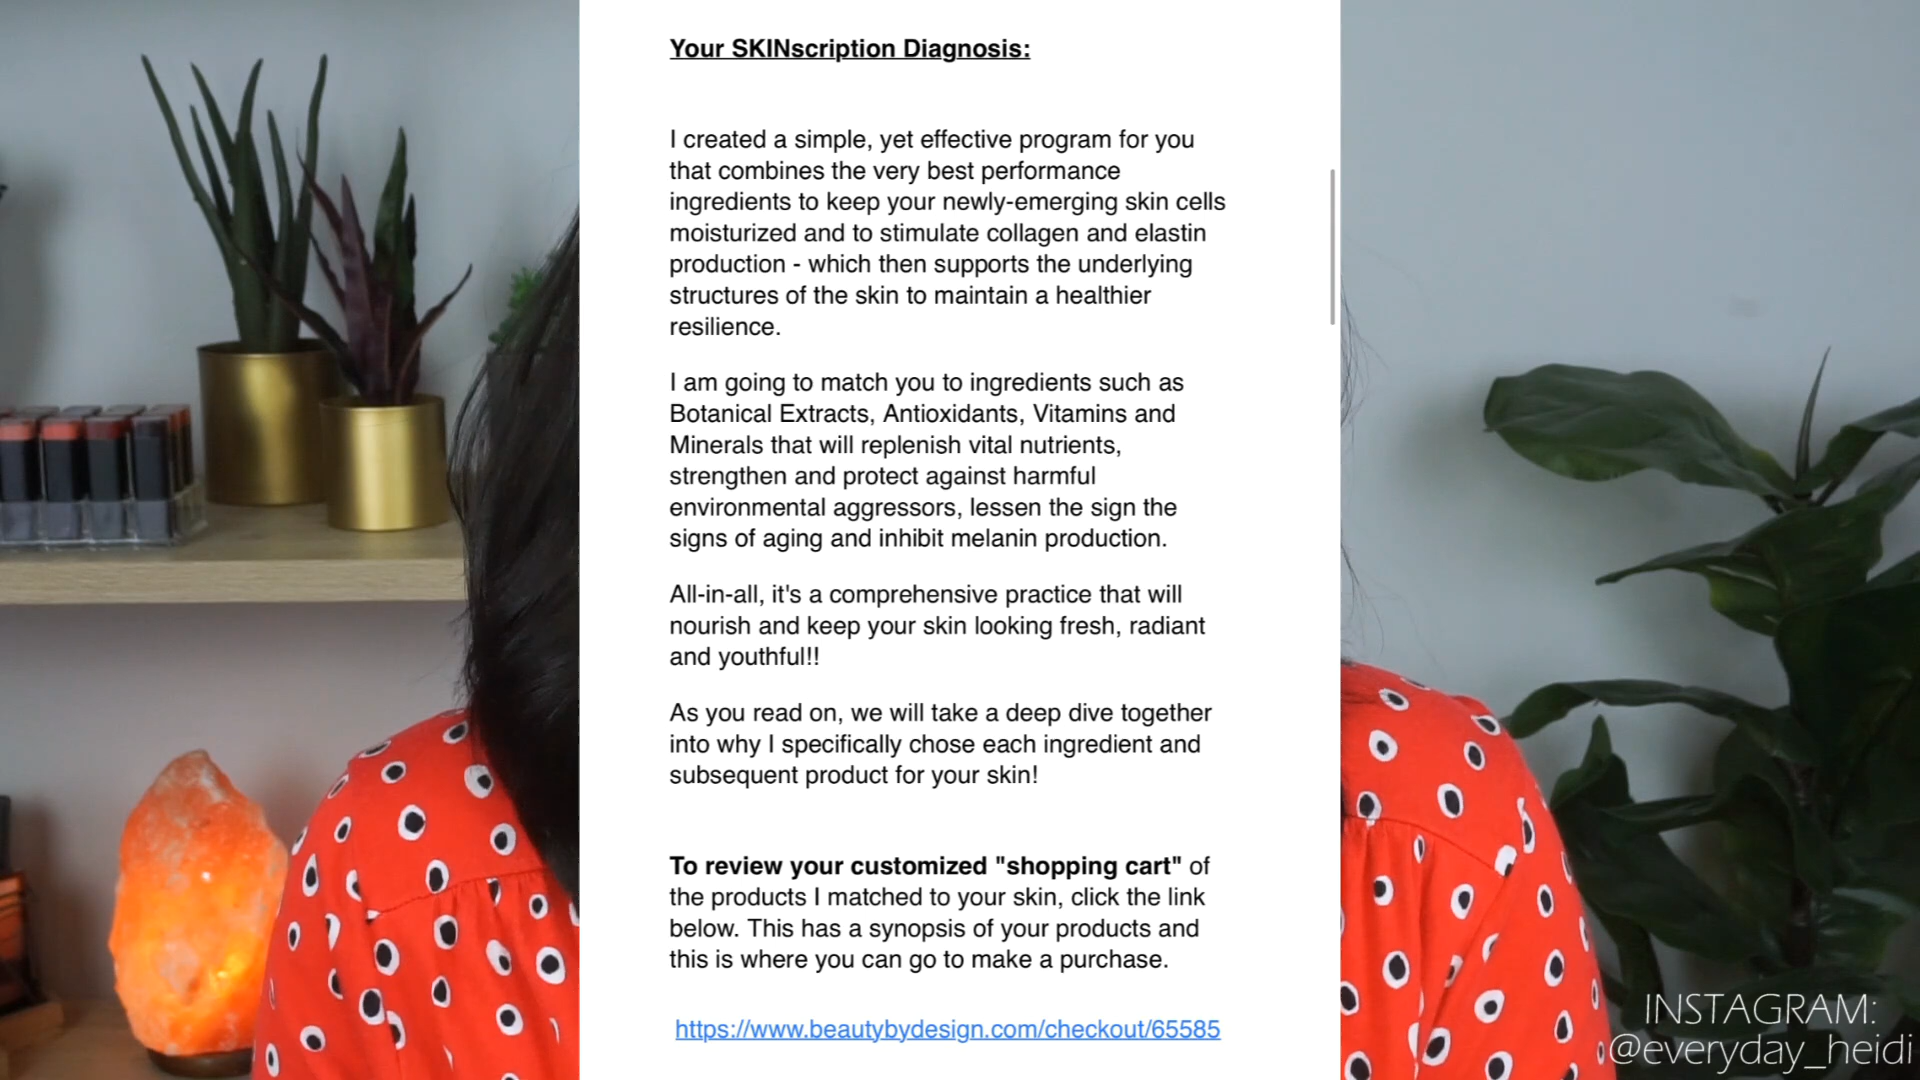 Your SKINscription Diagnosis:
I created a simple, yet effective program for you
that combines the very best performance
ingredients to keep your newly-emerging skin cells
moisturized and to stimulate collagen and elastin
production - which then supports the underlying
structures of the skin to maintain a healthier
resilience.
I am going to match you to ingredients such as
Botanical Extracts, Antioxidants, Vitamins and
Minerals that will replenish vital nutrients,
strengthen and protect against harmful
environmental aggressors, lessen the sign the
signs of aging and inhibit melanin production.
All-in-all, it's a comprehensive practice that will
nourish and keep your skin looking fresh, radiant
and youthful!!
As you read on, we will take a deep dive together
into why I specifically chose each ingredient and
subsequent product for your skin!
To review your customized "shopping cart" of
the products I matched to your skin, click the link
below. This has a synopsis of your products and
this is where you can go to make a purchase.
https://www.beautybydesign.com/checkout/65585
INSTAGRAM:
@everyday_heidi